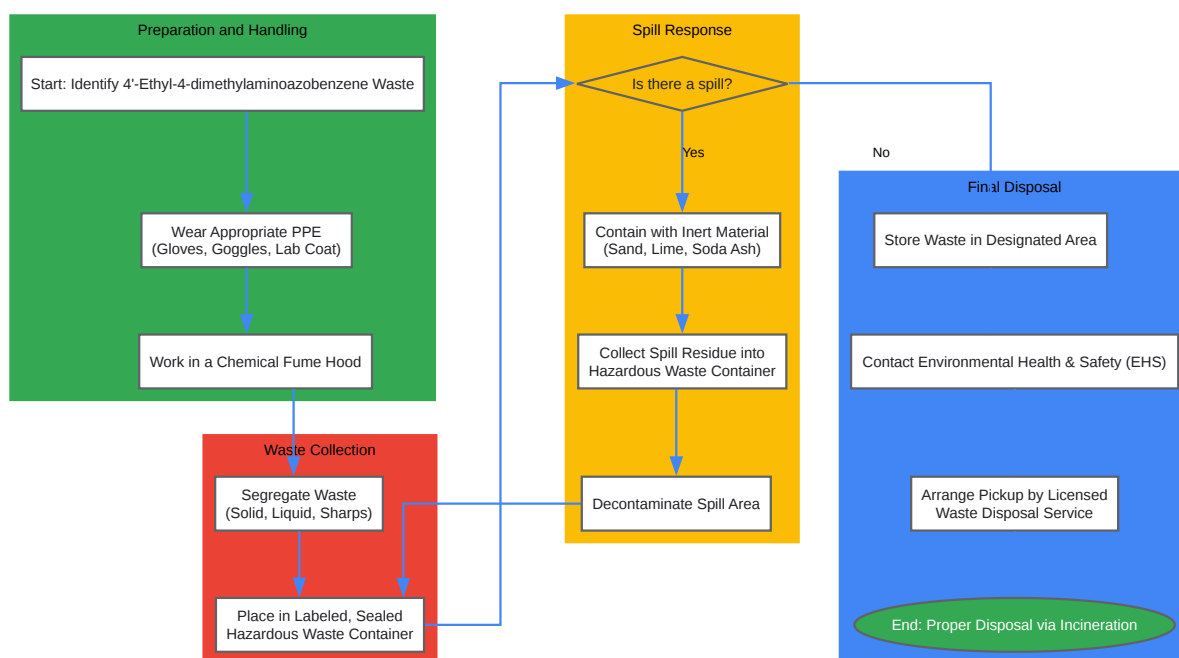 Preparation and Handling
Start: Identify 4'-Ethyl-4-dimethylaminoazobenzene Waste
Wear Appropriate PPE
(Gloves, Goggles, Lab Coat)
Work in a Chemical Fume Hood
Waste Collection
Segregate Waste
(Solid, Liquid, Sharps)
Place in Labeled, Sealed
Hazardous Waste Container
Spill Response
Is there a spill?
Yes
No
Contain with Inert Material
(Sand, Lime, Soda Ash)
Collect Spill Residue into
Hazardous Waste Container
Decontaminate Spill Area
Final Disposal
Store Waste in Designated Area
Contact Environmental Health & Safety (EHS)
Arrange Pickup by Licensed
Waste Disposal Service
End: Proper Disposal via Incineration